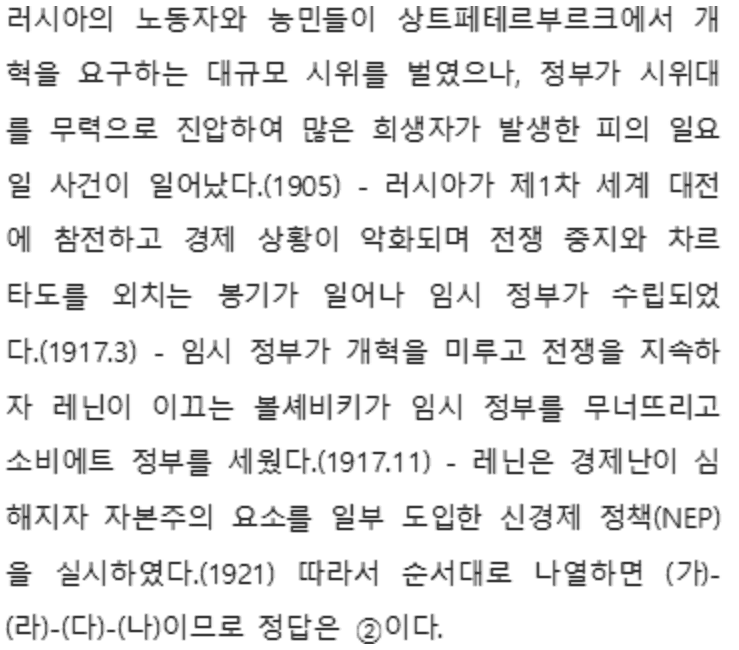 러시아의 노동자와 농민들이 상트페테르부르크에서 개
혁을 요구하는 대규모 시위를 벌였으나, 정부가 시위대
를 무력으로 진압하여 많은 희생자가 발생한 피의 일요
일 사건이 일어났다.(1905) - 러시아가 제1차 세계 대전
에 참전하고 경제 상황이 악화되며 전쟁 중지와 차르
타도를 외치는 봉기가 일어나 임시 정부가 수립되었
다.(1917.3) - 임시 정부가 개혁을 미루고 전쟁을 지속하
자 레닌이 이끄는 볼셰비키가 임시 정부를 무너뜨리고
소비에트 정부를 세웠다.(1917.11) - 레닌은 경제난이 심
해지자 자본주의 요소를 일부 도입한 신경제 정책(NEP)
을 실시하였다.(1921) 따라서 순서대로 나열하면 (가)-
(라)-(다)-(나)이므로 정답은 ②이다.